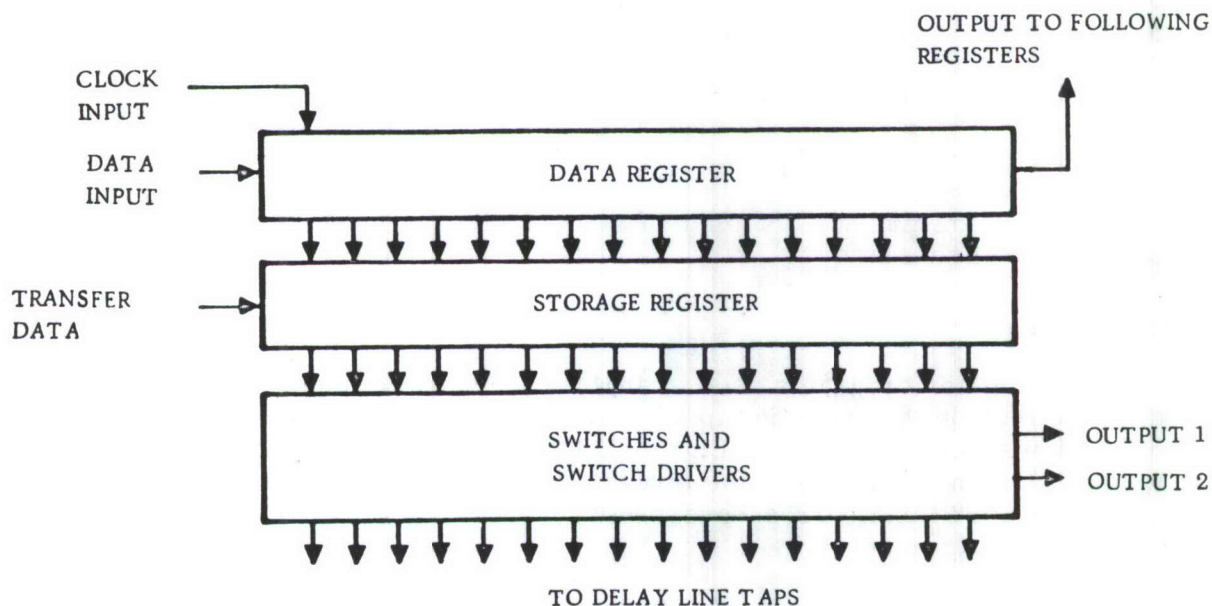 OUTPUT TO FOLLOWING
REGISTERS
CLOCK
INPUT
DATA
INPUT
DATA REGISTER
TRANSFER
DATA
STORAGE REGISTER
SWITCHES AND
SWITCH DRIVERS
OUTPUT 1
OUTPUT 2
TO DELAY LINE TAPS